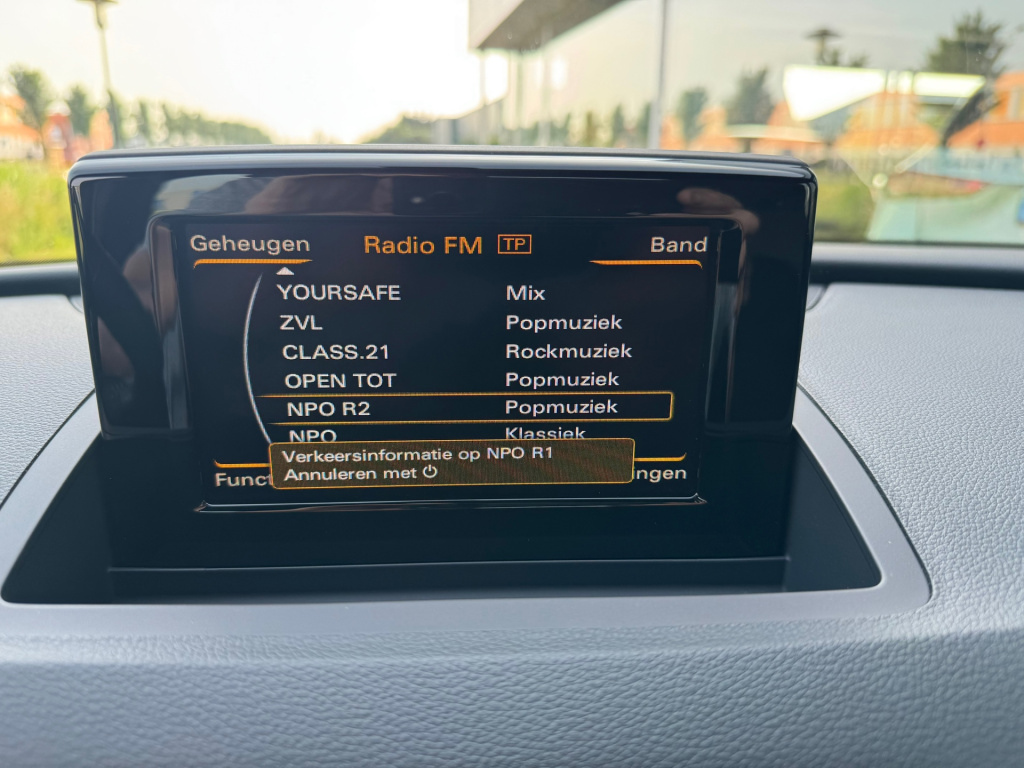 Geheugen Radio FM TP Band
YOURSAFE Mix
ZVL Popmuziek
CLASS.21 Rockmuziek
OPEN TOT Popmuziek
NPO R2 Popmuziek
NPO Klassiek
Verkeersinformatie op NPO R1
Annuleren met ⏻